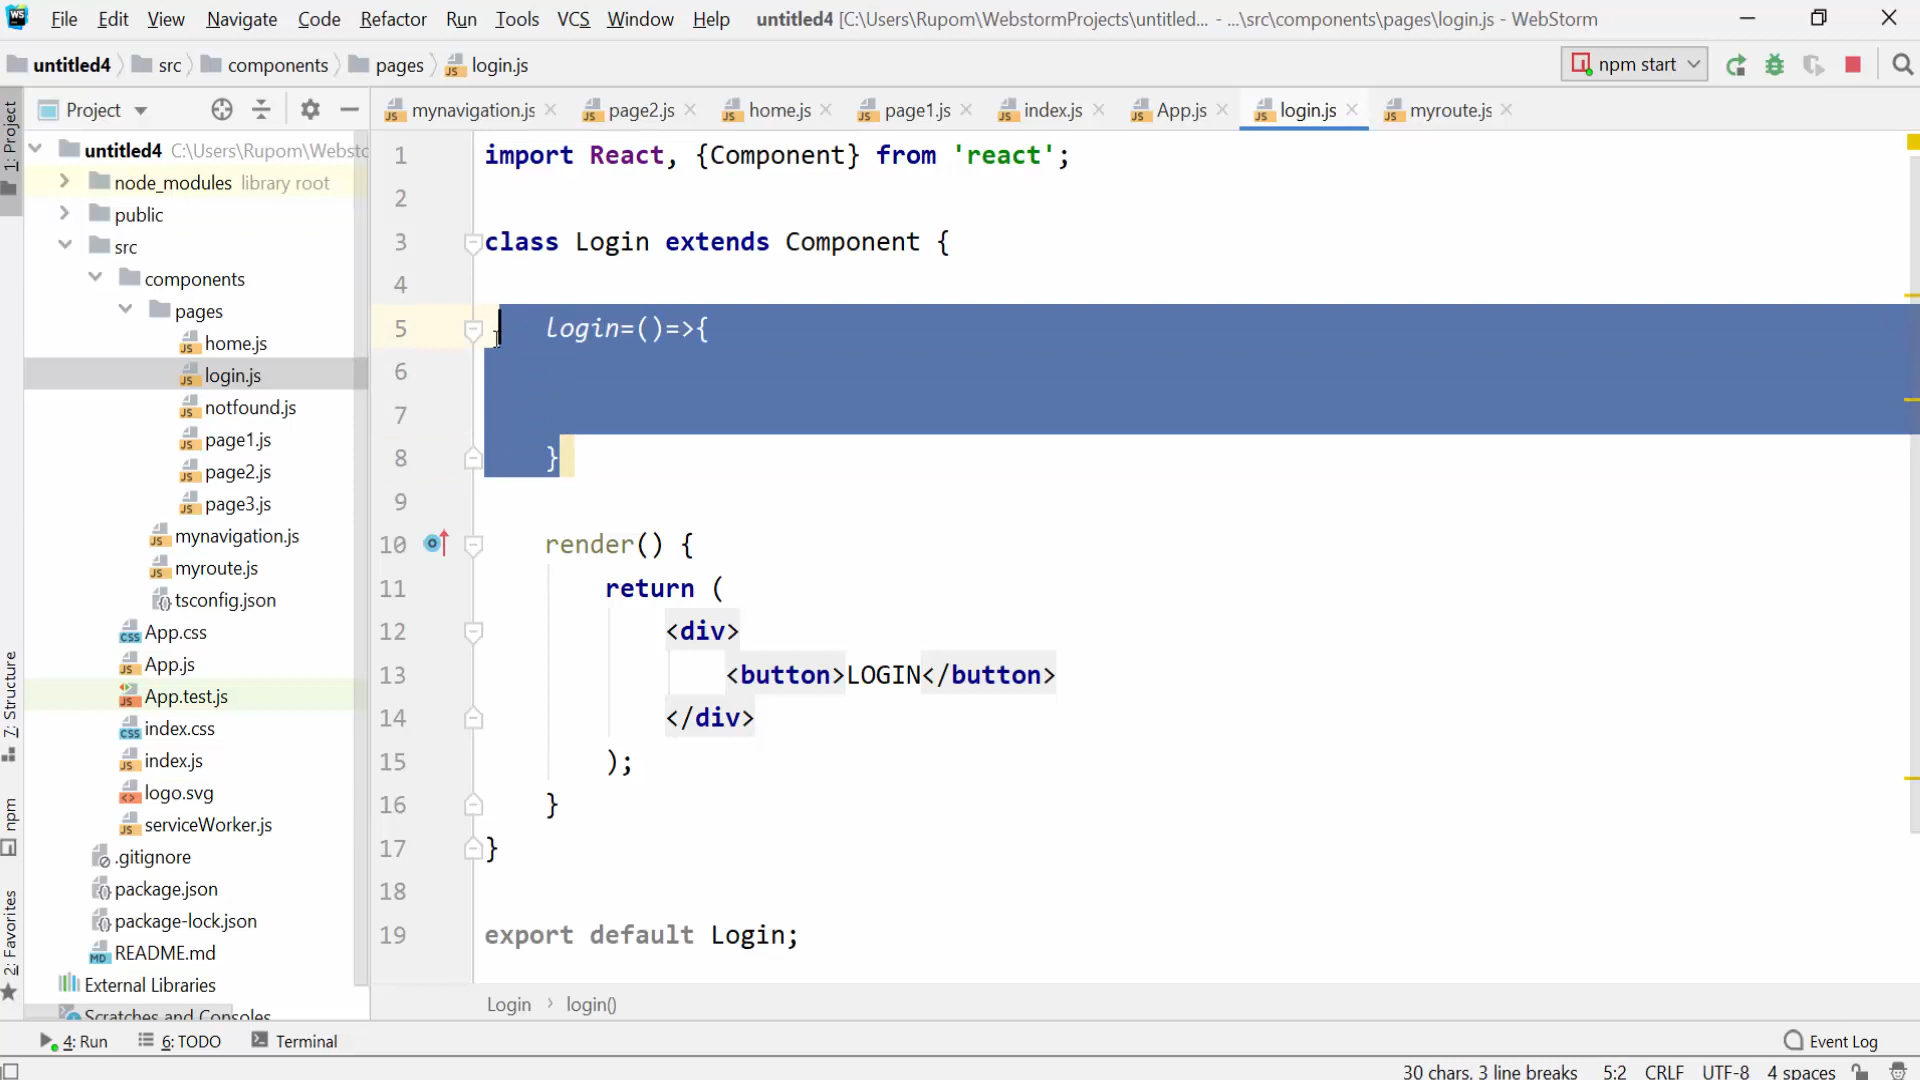 WS File Edit View Navigate Code Refactor Run Tools VCS Window Help untitled4 [C:\Users\Rupom\WebstormProjects\untitled... - ...\src\components\pages\login.js - WebStorm
untitled4 src components pages login.js npm start
Project mynavigation.js page2.js home.js page1.js index.js App.js login.js myroute.js
1: Project
untitled4 C:\Users\Rupom\Webstc
node_modules library root
public
src
components
pages
home.js
login.js
notfound.js
page1.js
page2.js
page3.js
mynavigation.js
myroute.js
tsconfig.json
App.css
App.js
App.test.js
index.css
index.js
logo.svg
serviceWorker.js
.gitignore
package.json
package-lock.json
README.md
External Libraries
Scratches and Consoles
7: Structure
npm
2: Favorites
1 import React, {Component} from 'react';
2
3 class Login extends Component {
4
5 login=()=>{
6
7
8 }
9
10 render() {
11 return (
12 <div>
13 <button>LOGIN</button>
14 </div>
15 );
16 }
17 }
18
19 export default Login;
Login > login()
4: Run 6: TODO Terminal Event Log
30 chars, 3 line breaks 5:2 CRLF UTF-8 4 spaces